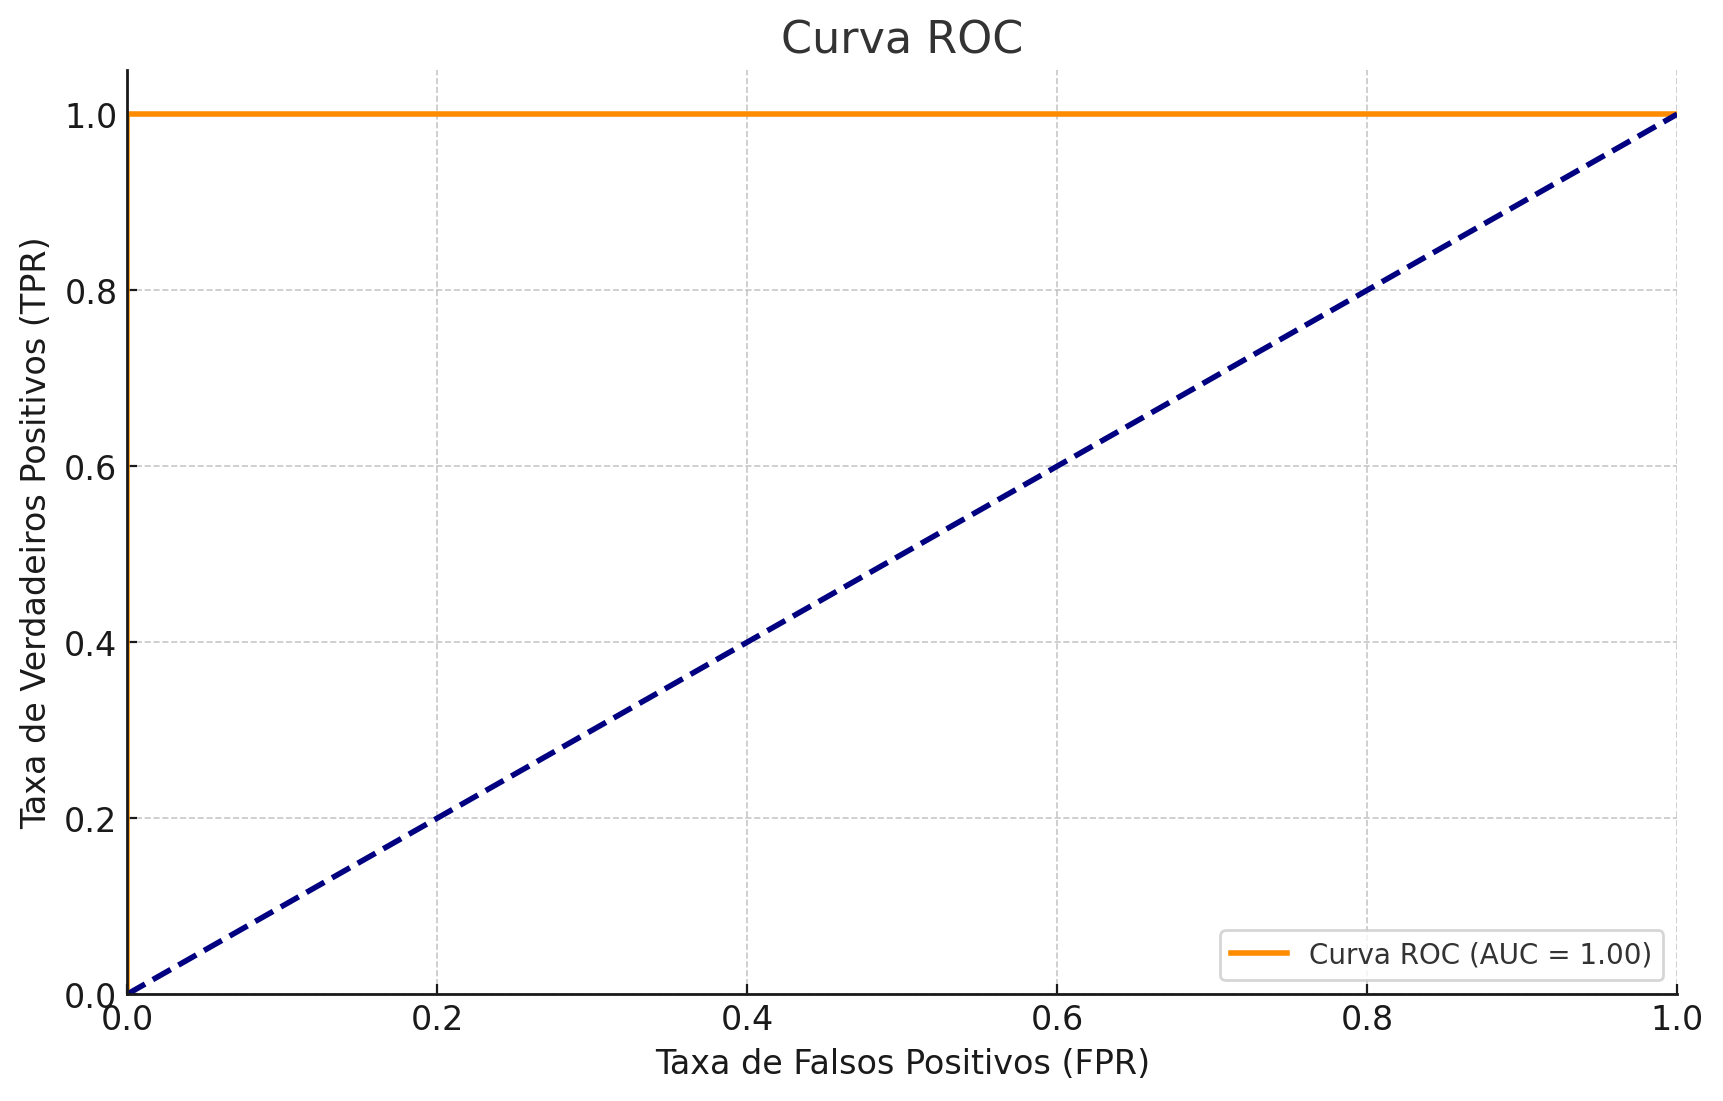 Curva ROC
1.0
0.8
0.6
0.4
0.2
0.0
Taxa de Verdadeiros Positivos (TPR)
0.0 0.2 0.4 0.6 0.8 1.0
Taxa de Falsos Positivos (FPR)
Curva ROC (AUC = 1.00)